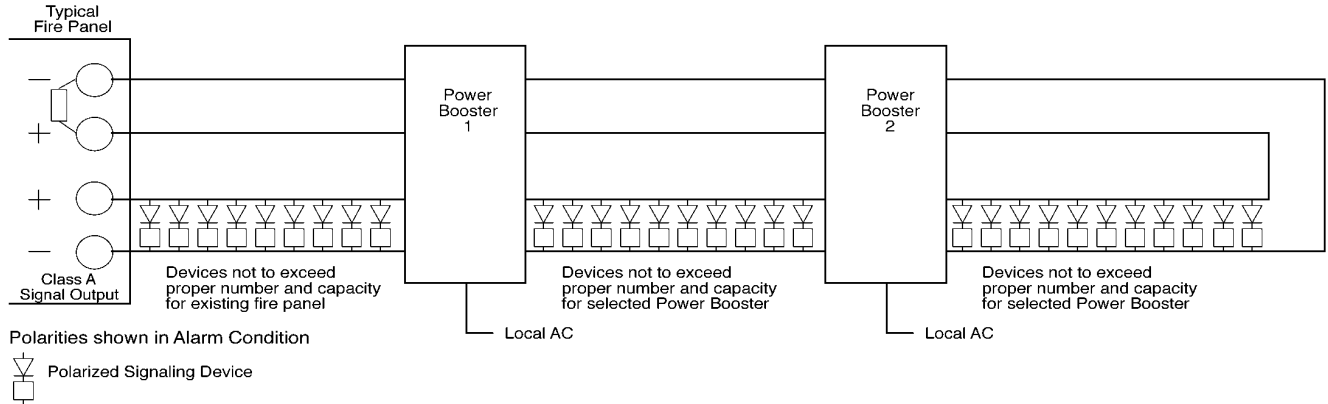 Typical
Fire Panel
−
+
+
−
Class A
Signal Output
Power
Booster
1
Power
Booster
2
Devices not to exceed
proper number and capacity
for existing fire panel
Devices not to exceed
proper number and capacity
for selected Power Booster
Devices not to exceed
proper number and capacity
for selected Power Booster
Local AC
Local AC
Polarities shown in Alarm Condition
Polarized Signaling Device